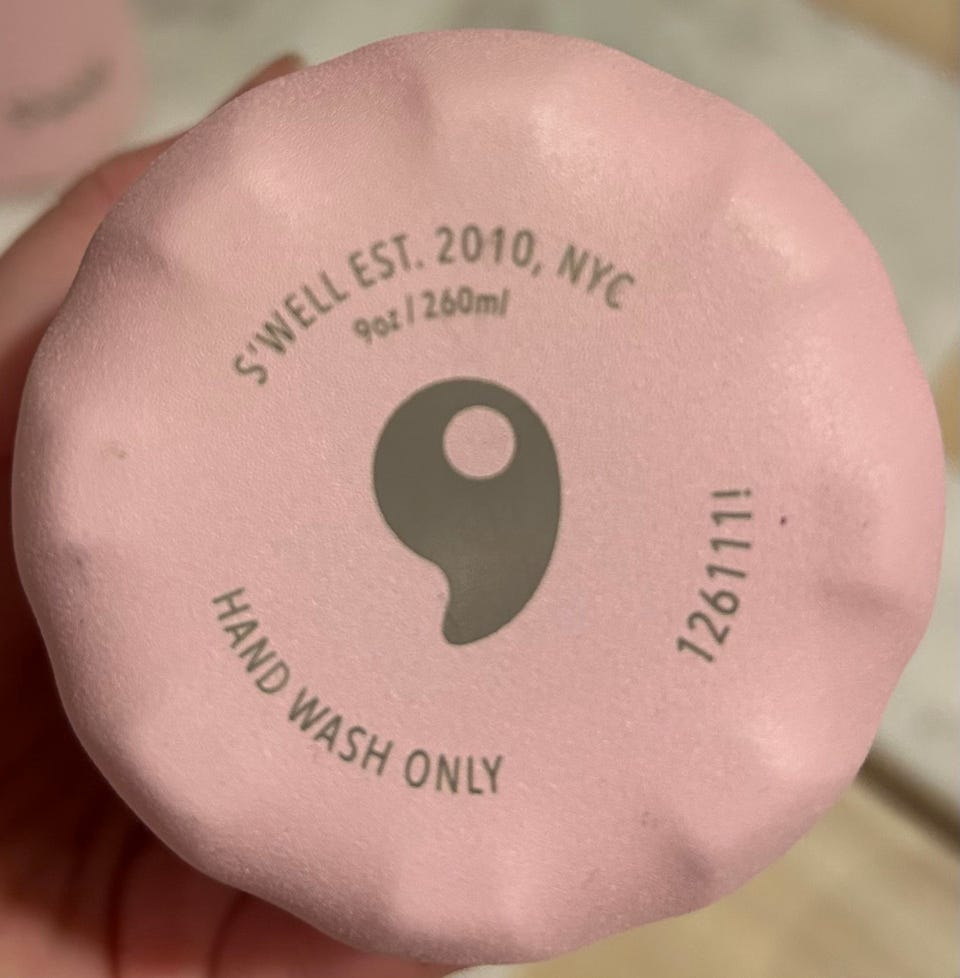 S'WELL EST. 2010, NYC
9oz / 260ml
126111!
HAND WASH ONLY